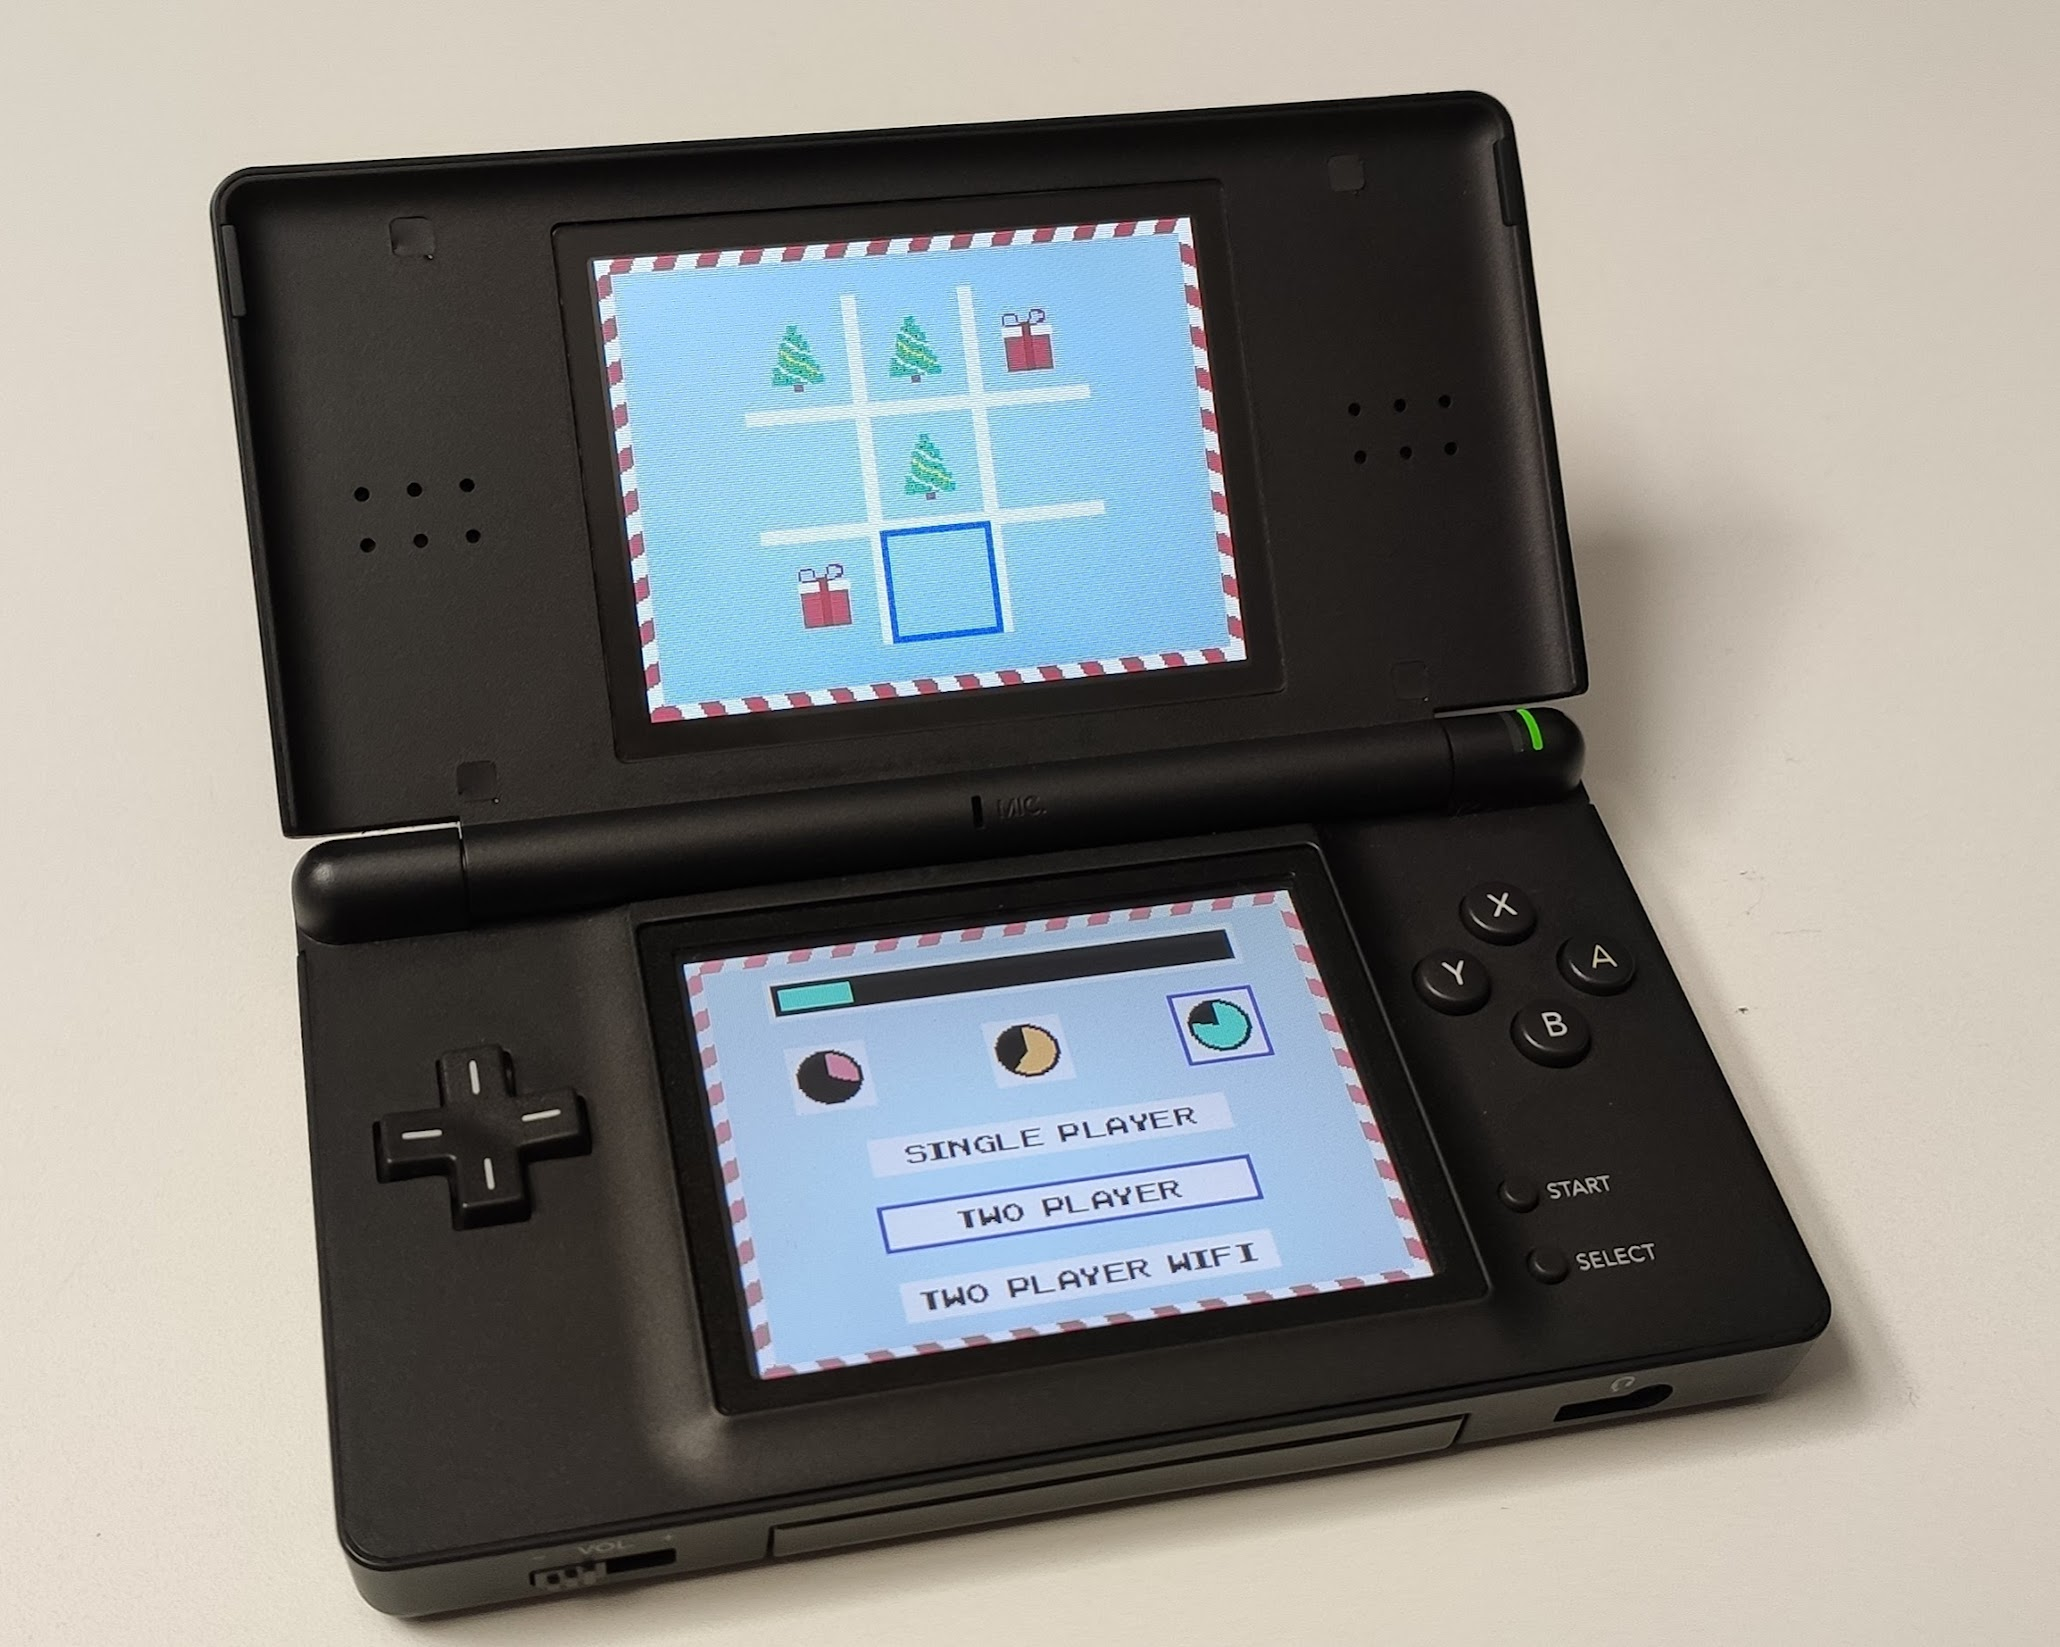 MIC.
X
Y
A
B
SINGLE PLAYER
TWO PLAYER
TWO PLAYER WIFI
START
SELECT
- VOL. +